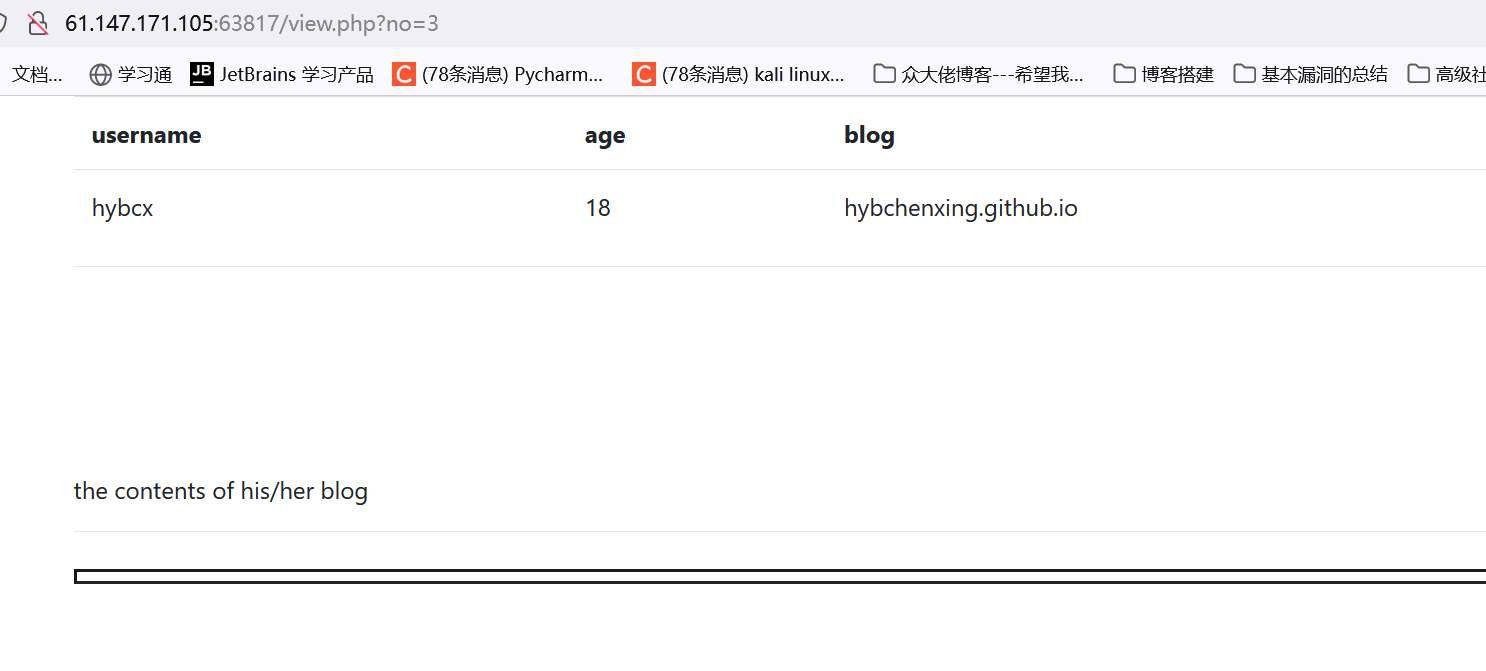 61.147.171.105:63817/view.php?no=3
文档... 学习通 JB JetBrains 学习产品 C (78条消息) Pycharm... C (78条消息) kali linux... 众大佬博客---希望我... 博客搭建 基本漏洞的总结 高级社
username age blog
hybcx 18 hybchenxing.github.io
the contents of his/her blog